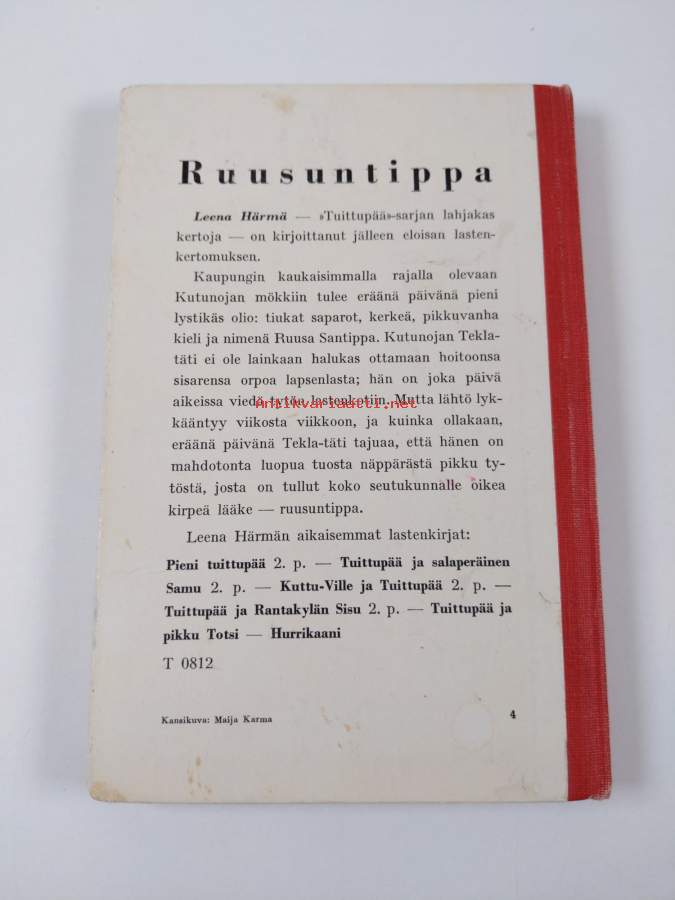 Ruusuntippa
Leena Härmä — »Tuittupää»-sarjan lahjakas
kertoja — on kirjoittanut jälleen eloisan lasten-
kertomuksen.
Kaupungin kaukaisimmalla rajalla olevaan
Kutunojan mökkiin tulee eräänä päivänä pieni
lystikäs olio: tiukat saparot, kerkeä, pikkuvanha
kieli ja nimenä Ruusa Santippa. Kutunojan Tekla-
täti ei ole lainkaan halukas ottamaan hoitoonsa
sisarensa orpoa lapsenlasta; hän on joka päivä
aikeissa viedä tytön lastenkotiin. Mutta lähtö lyk-
Antikvariaatti.net
kääntyy viikosta viikkoon, ja kuinka ollakaan,
eräänä päivänä Tekla-täti tajuaa, että hänen on
mahdotonta luopua tuosta näppärästä pikku ty-
töstä, josta on tullut koko seutukunnalle oikea
kirpeä lääke — ruusuntippa.
Leena Härmän aikaisemmat lastenkirjat:
Pieni tuittupää 2. p. — Tuittupää ja salaperäinen
Samu 2. p. — Kuttu-Ville ja Tuittupää 2. p. —
Tuittupää ja Rantakylän Sisu 2. p. — Tuittupää ja
pikku Totsi — Hurrikaani
T 0812
Kansikuva: Maija Karma
4